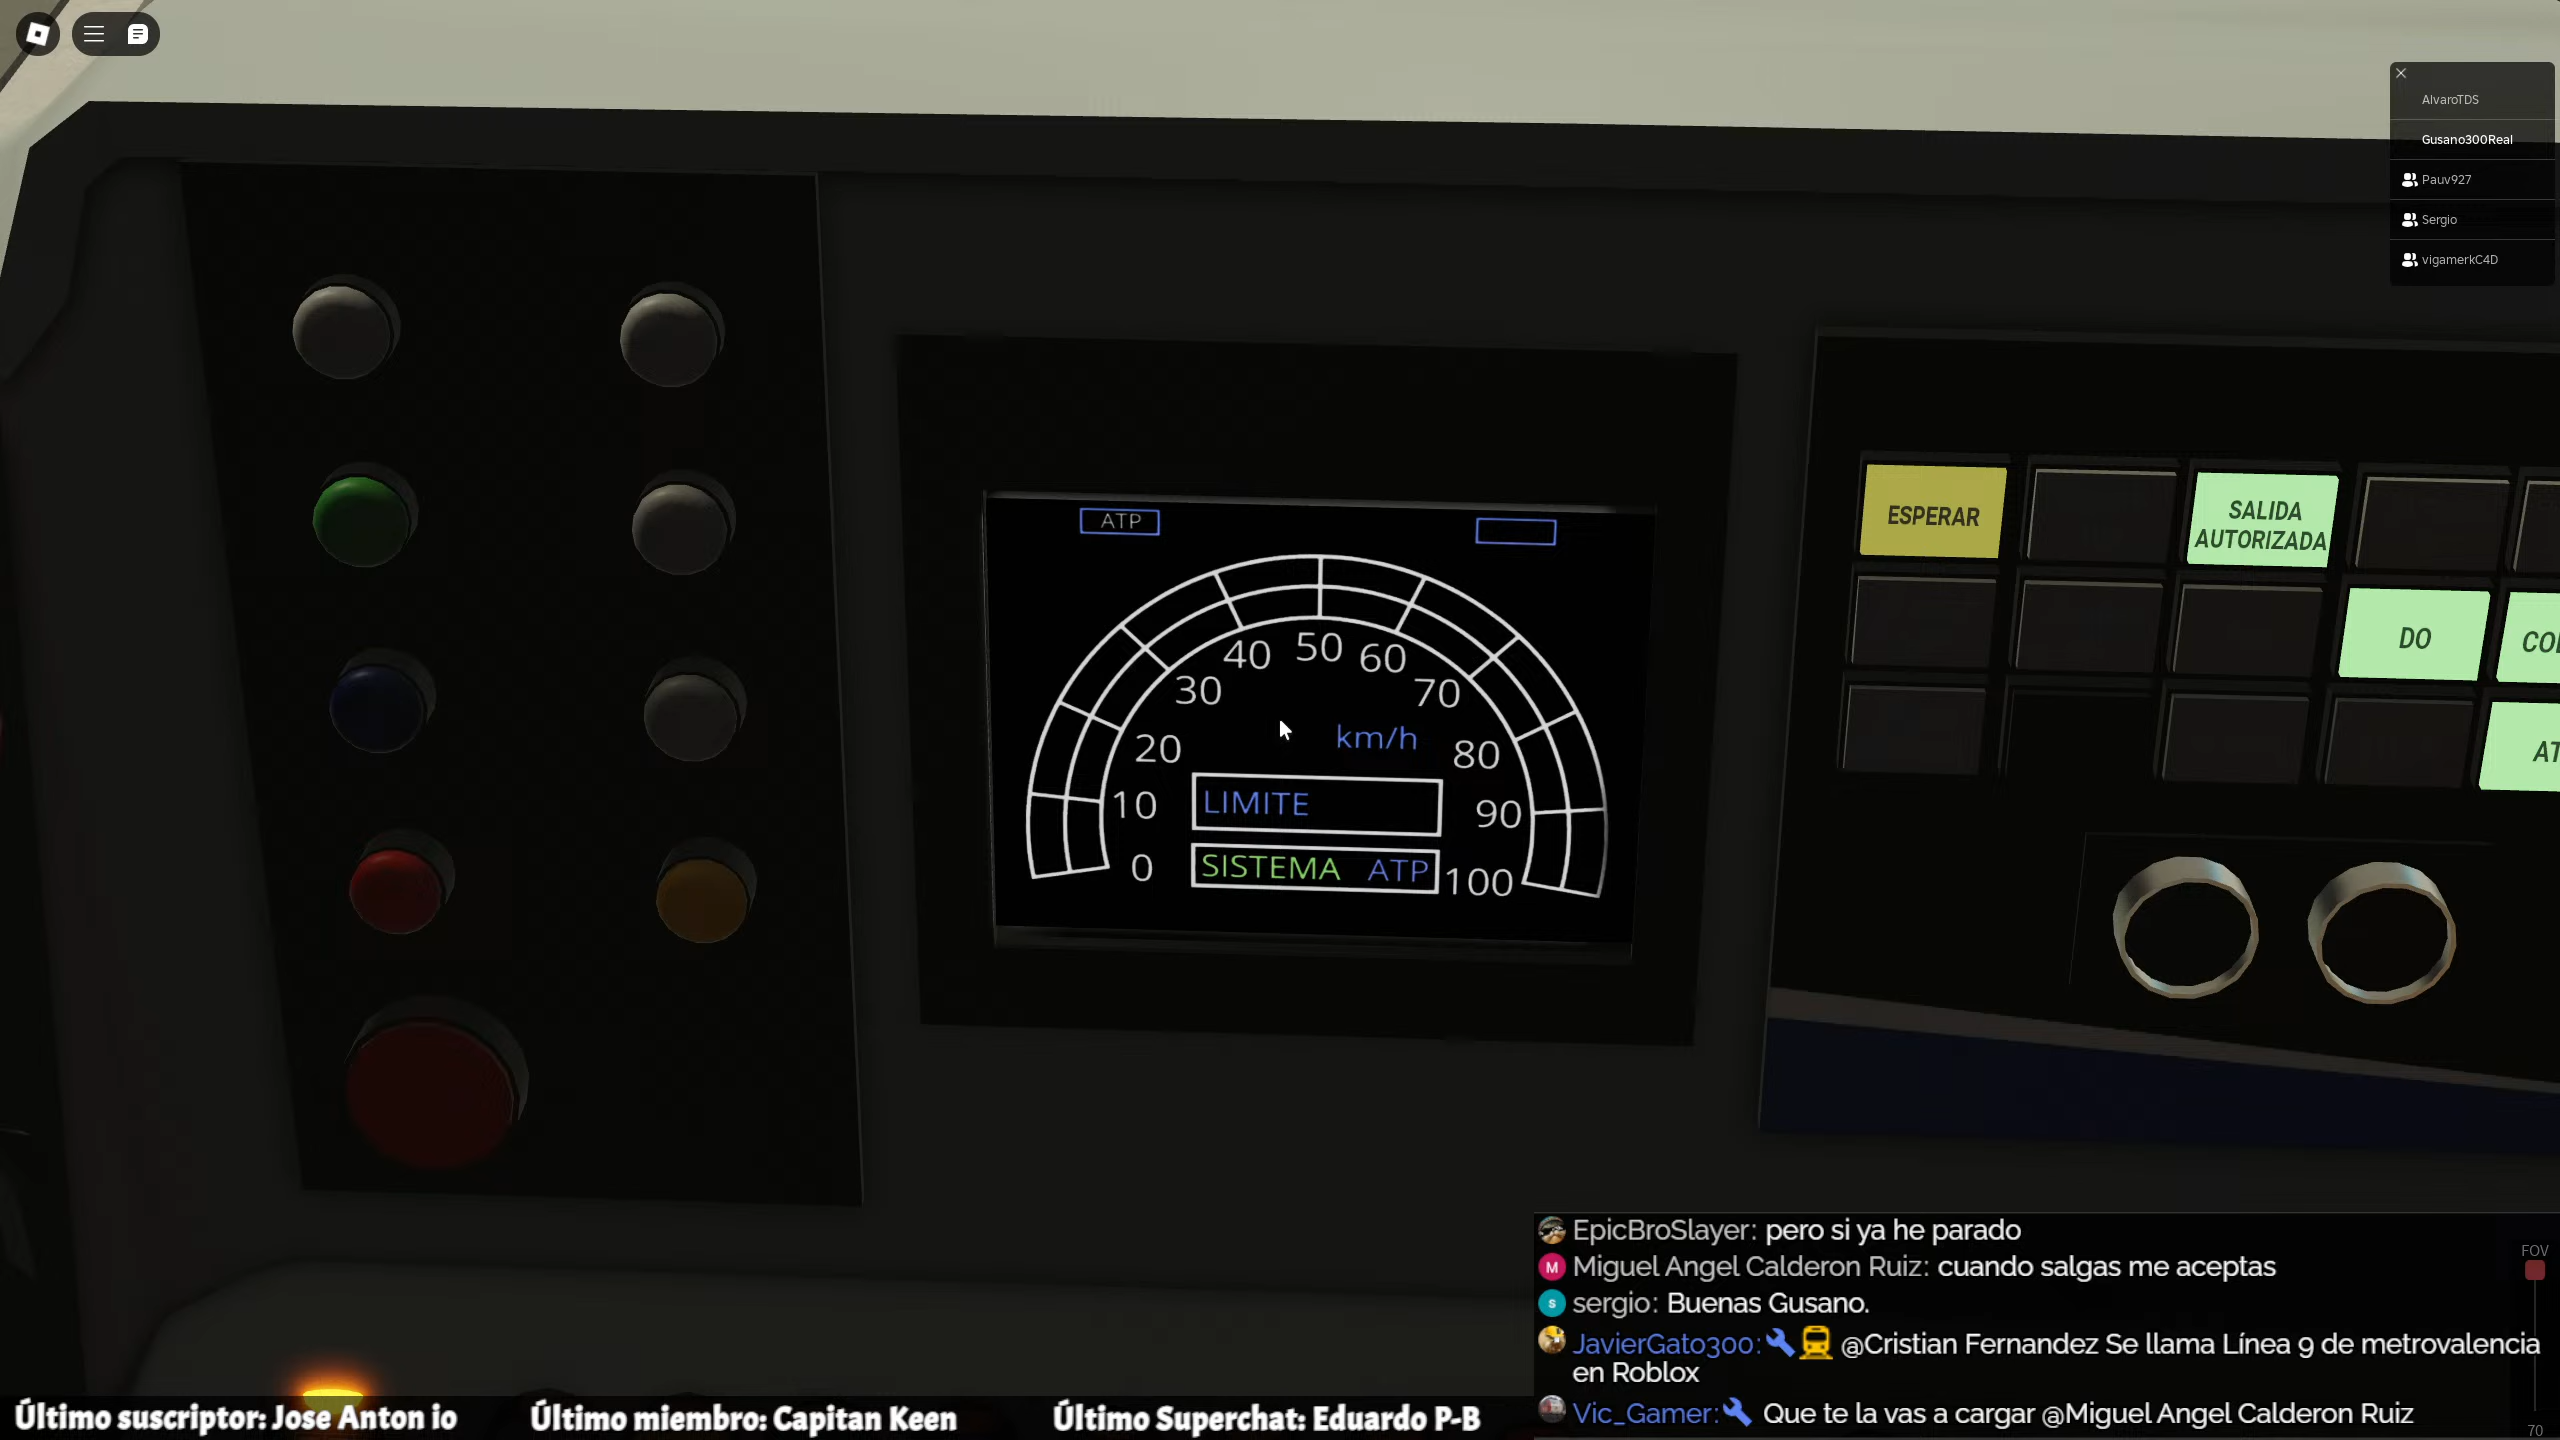 AlvaroTDS
Gusano300Real
Pauv927
Sergio
vigamerkC4D
ATP
40 50 60
30 70
km/h
20 80
LIMITE
10 90
SISTEMA ATP
0 100
ESPERAR
SALIDA
AUTORIZADA
DO
FOV
70
EpicBroSlayer: pero si ya he parado
M Miguel Angel Calderon Ruiz: cuando salgas me aceptas
s sergio: Buenas Gusano.
JavierGato300: @Cristian Fernandez Se llama Línea 9 de metrovalencia
en Roblox
Vic_Gamer: Que te la vas a cargar @Miguel Angel Calderon Ruiz
Último suscriptor: Jose Anton io Último miembro: Capitan Keen Último Superchat: Eduardo P-B